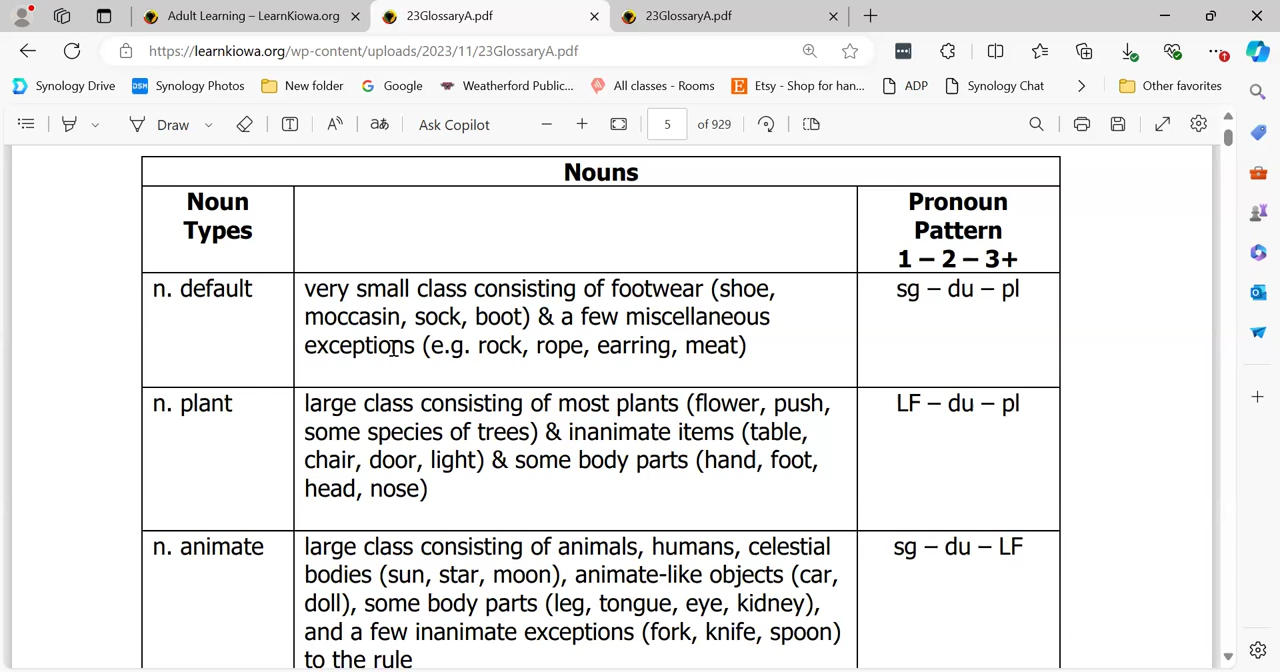 Adult Learning – LearnKiowa.org
23GlossaryA.pdf
23GlossaryA.pdf
https://learnkiowa.org/wp-content/uploads/2023/11/23GlossaryA.pdf
Synology Drive
DSM Synology Photos
New folder
Google
Weatherford Public...
All classes - Rooms
E Etsy - Shop for han...
ADP
Synology Chat
Other favorites
Draw
Ask Copilot
5 of 929
Nouns
Noun Types
Pronoun Pattern
1 – 2 – 3+
n. default
very small class consisting of footwear (shoe,
moccasin, sock, boot) & a few miscellaneous
exceptions (e.g. rock, rope, earring, meat)
sg – du – pl
n. plant
large class consisting of most plants (flower, push,
some species of trees) & inanimate items (table,
chair, door, light) & some body parts (hand, foot,
head, nose)
LF – du – pl
n. animate
large class consisting of animals, humans, celestial
bodies (sun, star, moon), animate-like objects (car,
doll), some body parts (leg, tongue, eye, kidney),
and a few inanimate exceptions (fork, knife, spoon)
to the rule
sg – du – LF